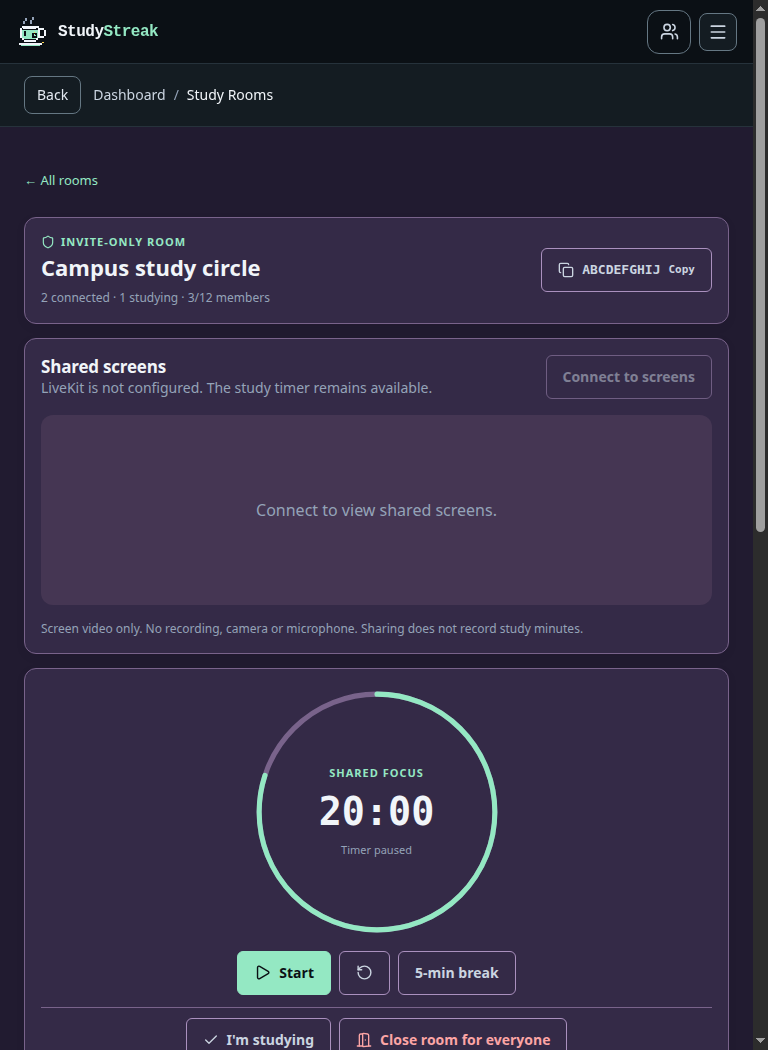 StudyStreak
Back Dashboard / Study Rooms
← All rooms
INVITE-ONLY ROOM
Campus study circle
2 connected · 1 studying · 3/12 members
ABCDEFGHIJ Copy
Shared screens
LiveKit is not configured. The study timer remains available.
Connect to screens
Connect to view shared screens.
Screen video only. No recording, camera or microphone. Sharing does not record study minutes.
SHARED FOCUS
20:00
Timer paused
Start 5-min break
I'm studying Close room for everyone